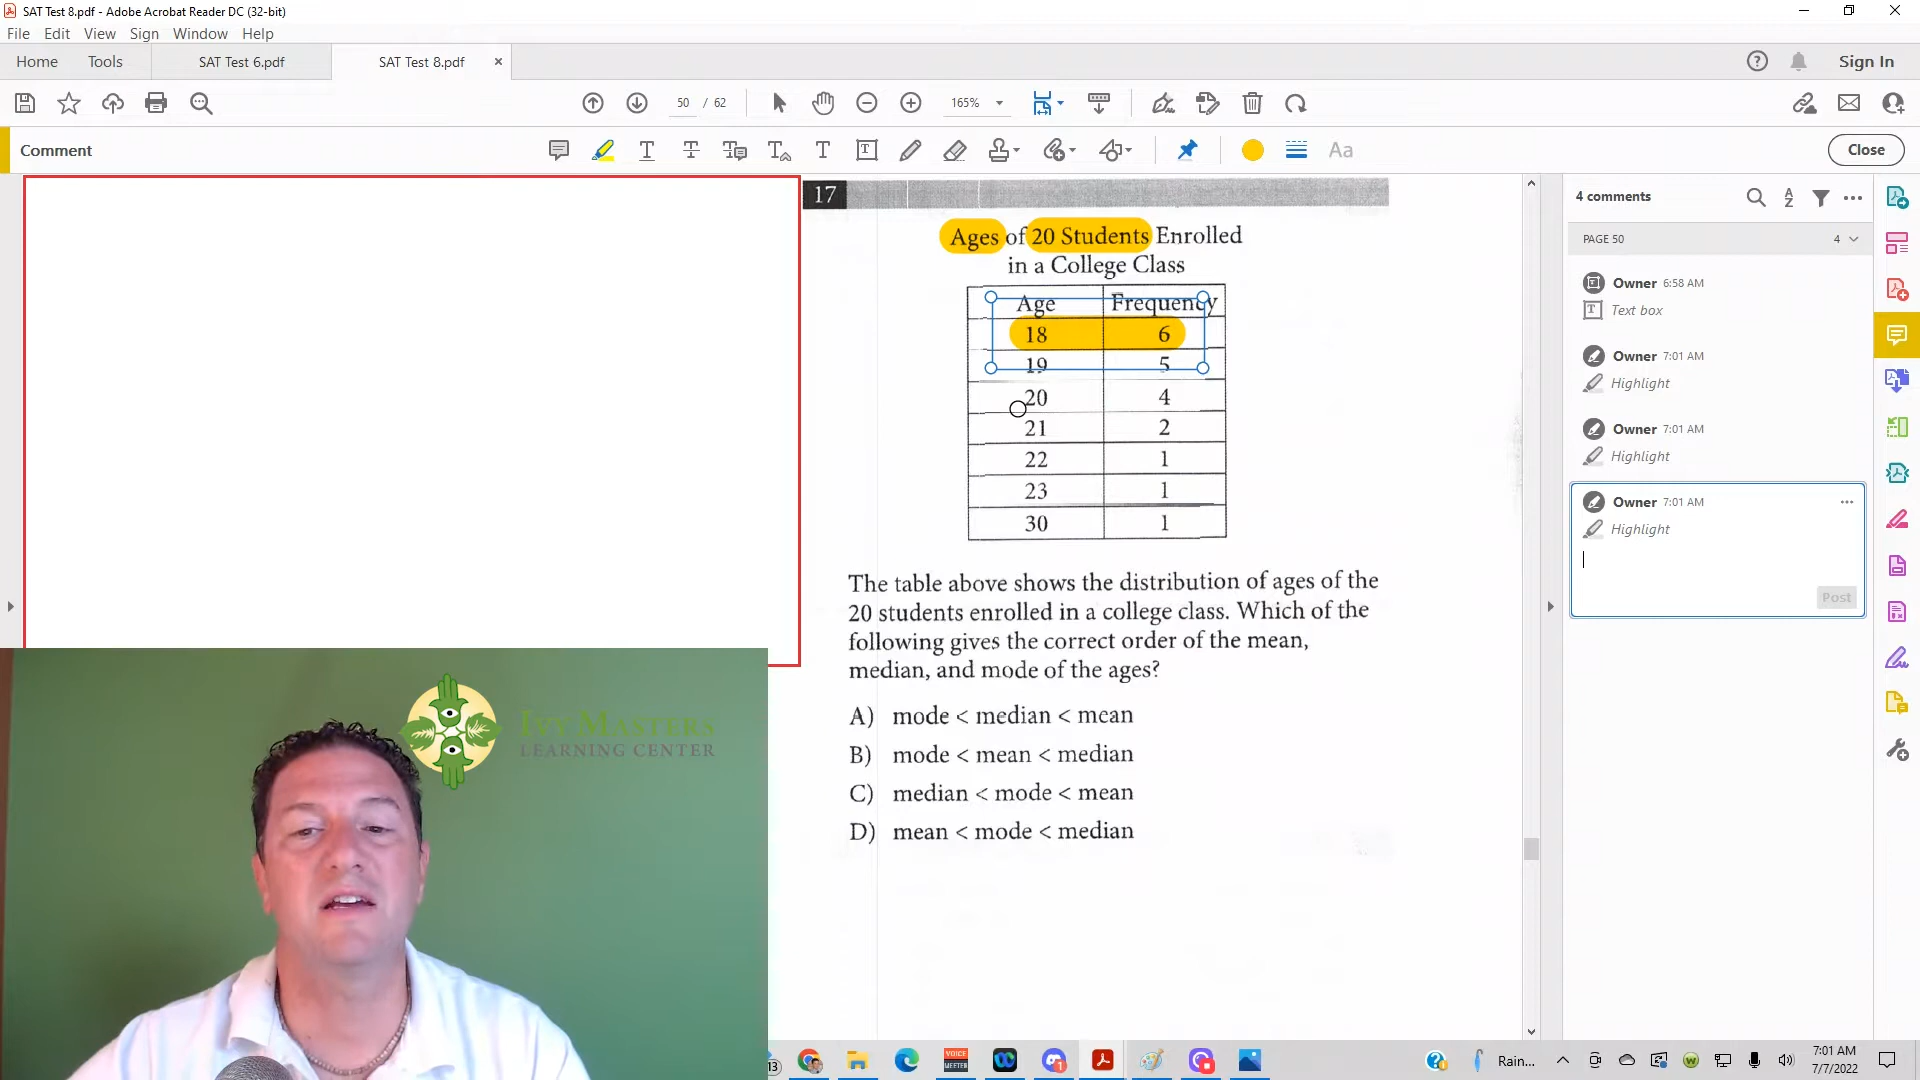 SAT Test 8.pdf - Adobe Acrobat Reader DC (32-bit)
File Edit View Sign Window Help
Home Tools SAT Test 6.pdf SAT Test 8.pdf × Sign In
50 / 62 165%
Comment Aa Close
17
Ages of 20 Students Enrolled
in a College Class
Age Frequency
18 6
19 5
20 4
21 2
22 1
23 1
30 1
The table above shows the distribution of ages of the
20 students enrolled in a college class. Which of the
following gives the correct order of the mean,
median, and mode of the ages?
A) mode < median < mean
B) mode < mean < median
C) median < mode < mean
D) mean < mode < median
4 comments
PAGE 50 4
Owner 6:58 AM
Text box
Owner 7:01 AM
Highlight
Owner 7:01 AM
Highlight
Owner 7:01 AM
Highlight
Post
IVY MASTERS
LEARNING CENTER
13 VOICE MEETER 1 Rain... 7:01 AM
7/7/2022